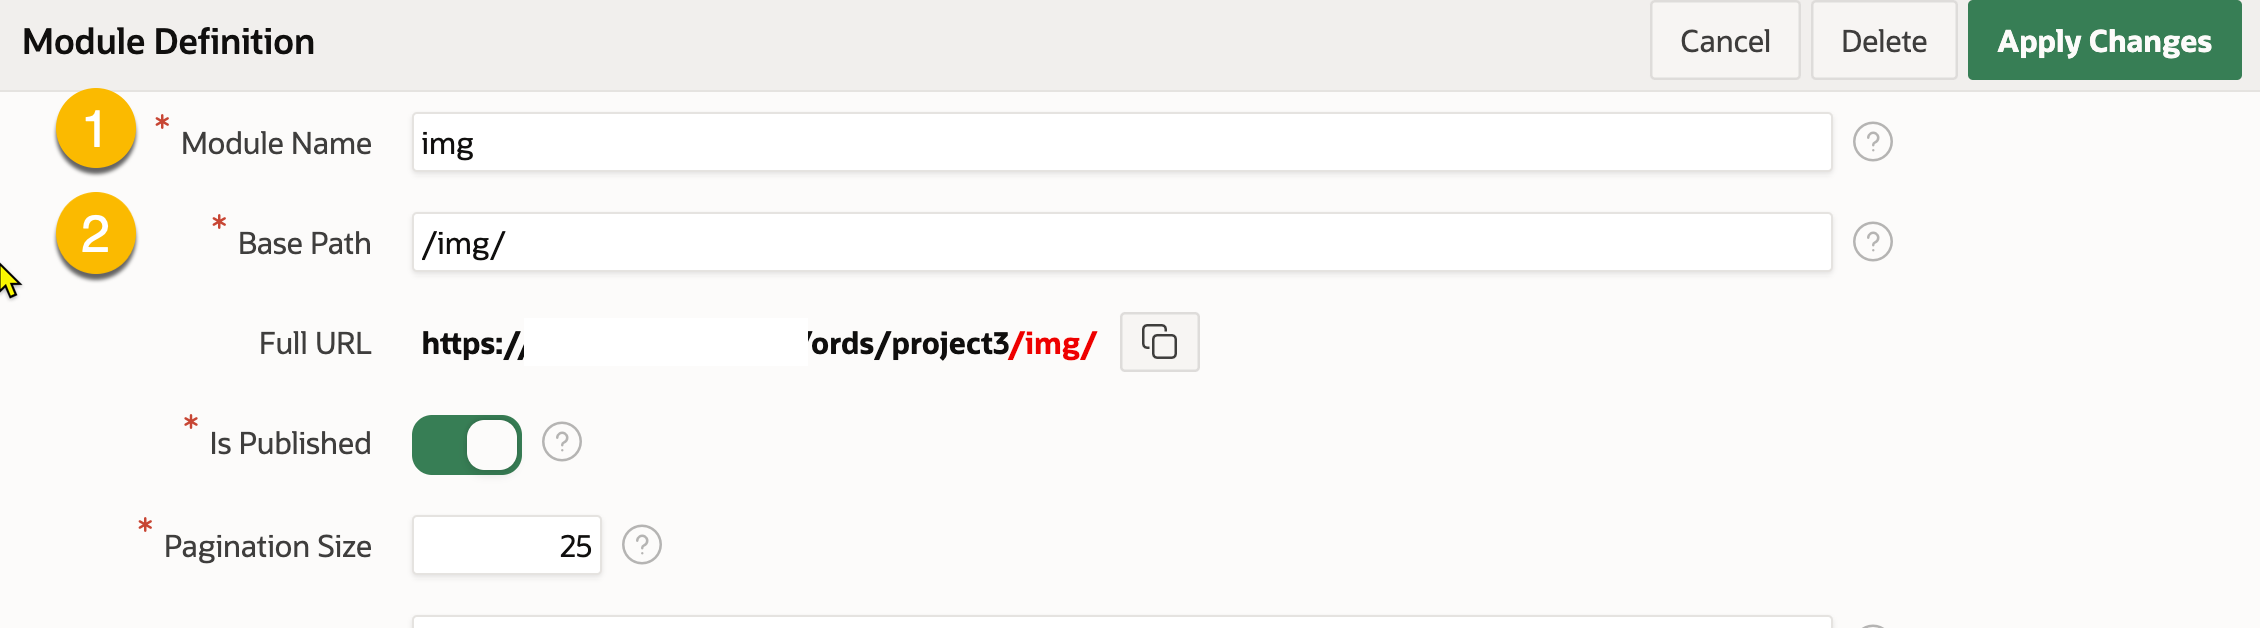 Module Definition
Cancel
Delete
Apply Changes
1
* Module Name
img
?
2
* Base Path
/img/
?
Full URL
https://
/ords/project3/img/
* Is Published
?
* Pagination Size
25
?